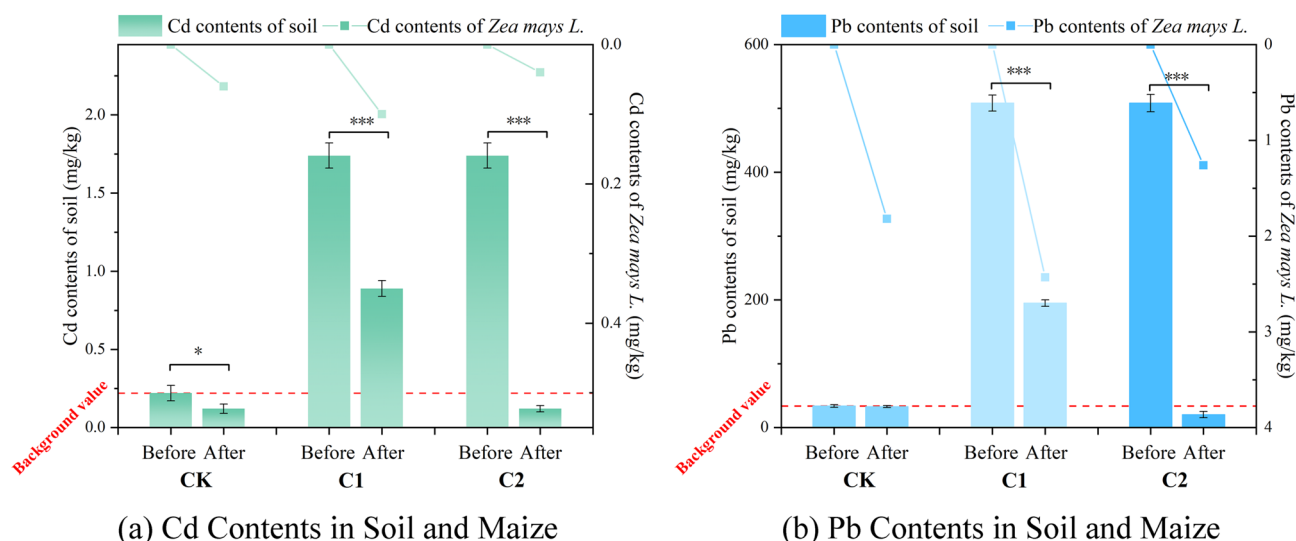 Cd contents of soil Cd contents of Zea mays L.
0.0
0.2
0.4
Cd contents of Zea mays L. (mg/kg)
2.0
1.5
1.0
0.5
0.0
Cd contents of soil (mg/kg)
Background value
*
***
***
Before After Before After Before After
CK C1 C2
(a) Cd Contents in Soil and Maize
Pb contents of soil Pb contents of Zea mays L.
600
400
200
0
Pb contents of soil (mg/kg)
0
1
2
3
4
Pb contents of Zea mays L. (mg/kg)
Background value
***
***
Before After Before After Before After
CK C1 C2
(b) Pb Contents in Soil and Maize